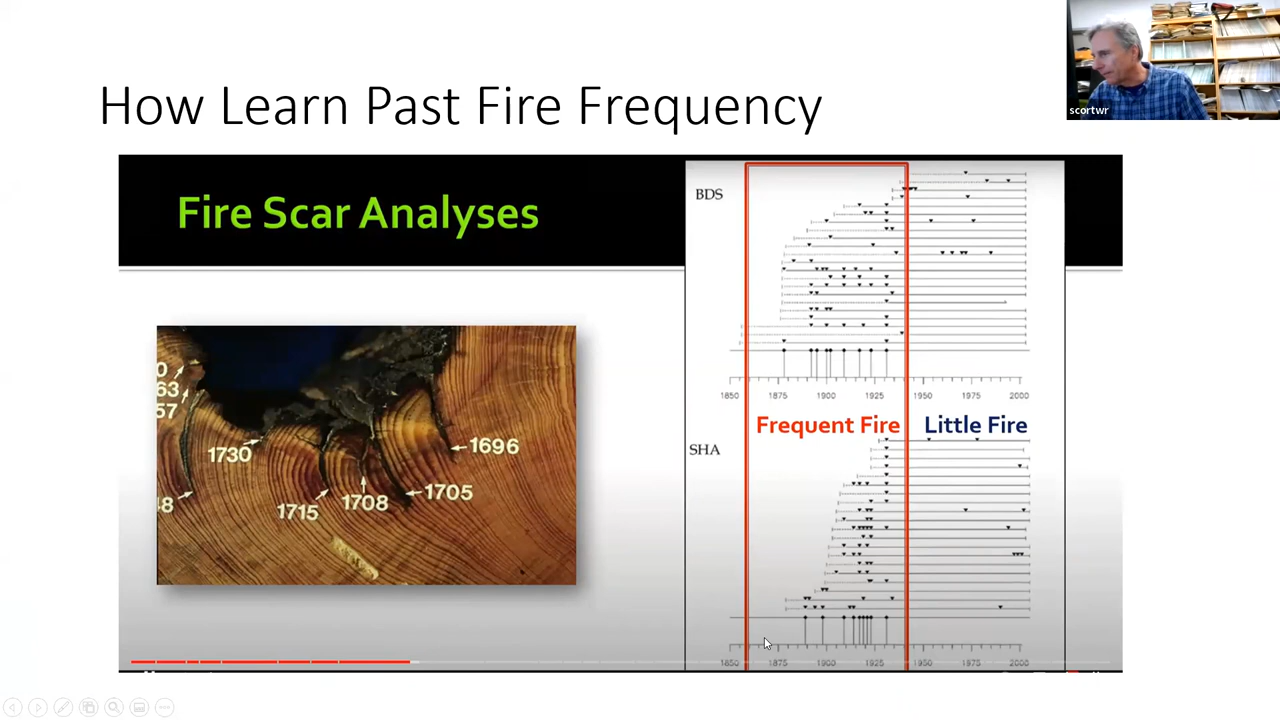 scortwr
How Learn Past Fire Frequency
Fire Scar Analyses
BDS
1850 1875 1900 1925 1950 1975 2000
Frequent Fire
Little Fire
SHA
1850 1875 1900 1925 1950 1975 2000
63
57
1730
1696
1715
1708
1705